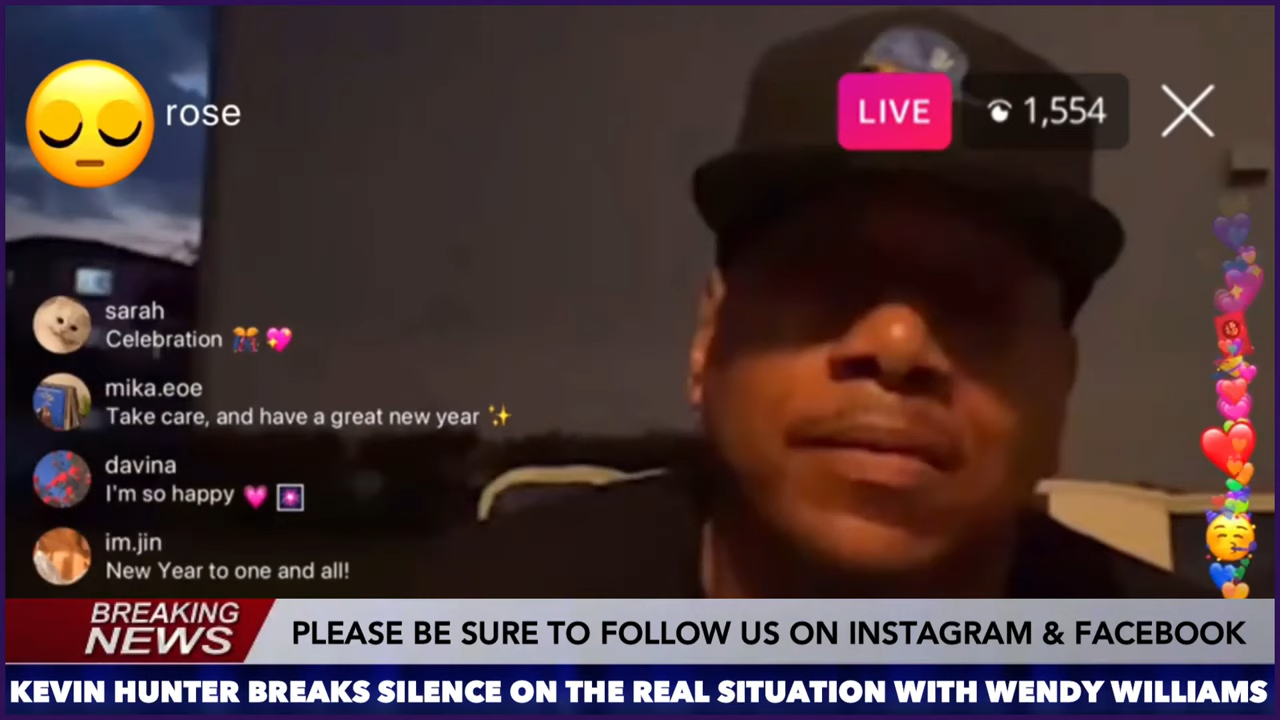 rose
LIVE
1,554
sarah
Celebration 🎊 💖
mika.eoe
Take care, and have a great new year ✨
davina
I'm so happy 💗 🎆
im.jin
New Year to one and all!
BREAKING
NEWS
PLEASE BE SURE TO FOLLOW US ON INSTAGRAM & FACEBOOK
KEVIN HUNTER BREAKS SILENCE ON THE REAL SITUATION WITH WENDY WILLIAMS